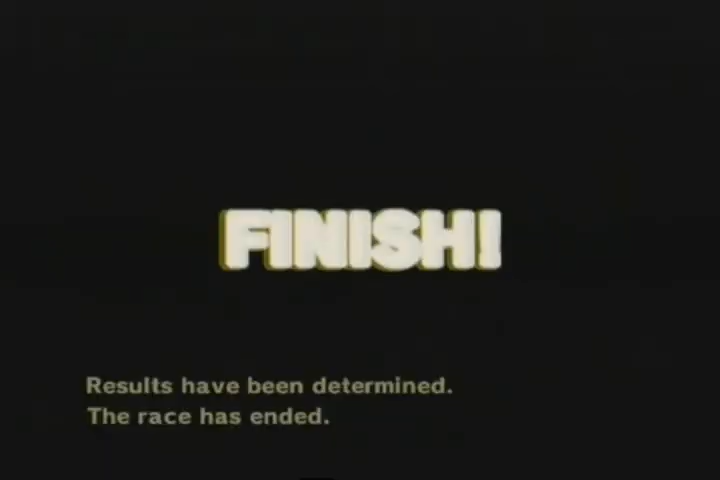 FINISH!
Results have been determined.
The race has ended.